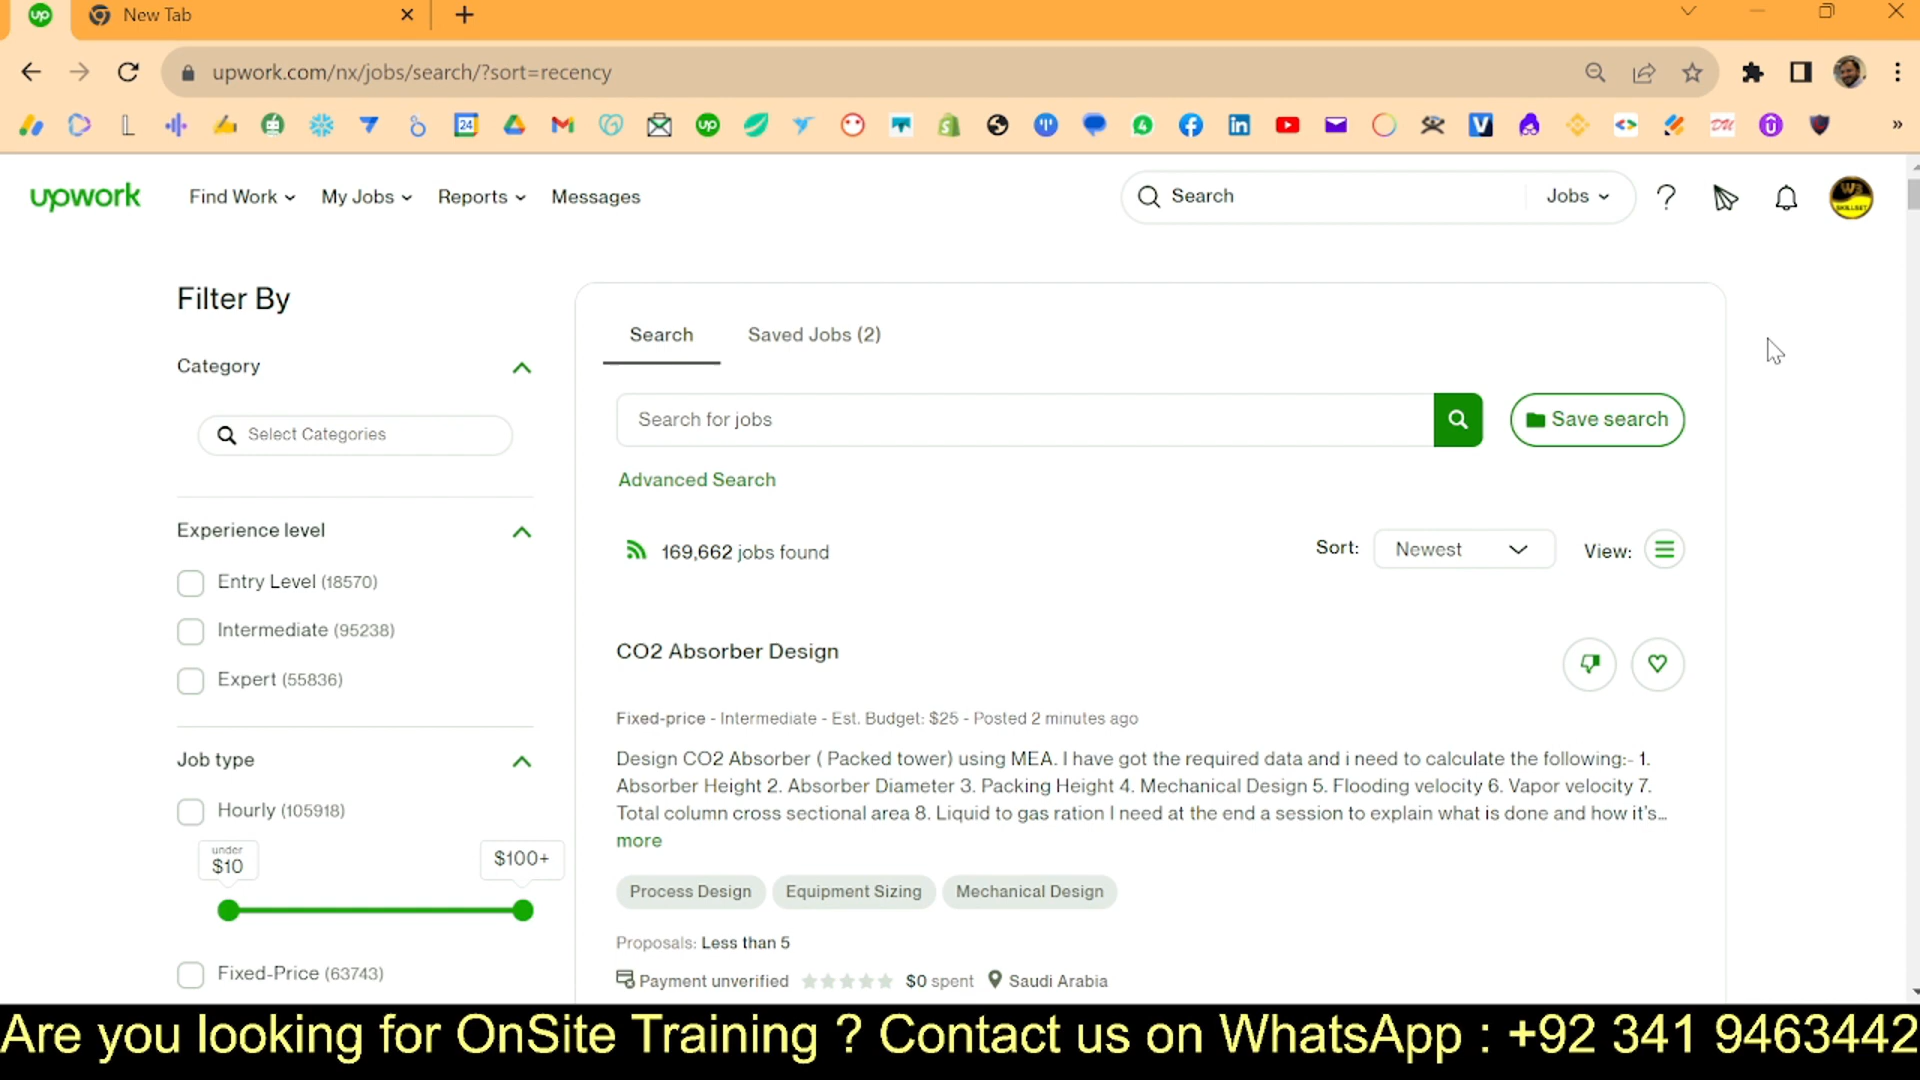 up New Tab
upwork.com/nx/jobs/search/?sort=recency
upwork Find Work My Jobs Reports Messages Search Jobs ?
Filter By
Search Saved Jobs (2)
Category
Select Categories
Search for jobs Save search
Advanced Search
Experience level
169,662 jobs found Sort: Newest View:
Entry Level (18570)
Intermediate (95238)
Expert (55836)
CO2 Absorber Design
Fixed-price - Intermediate - Est. Budget: $25 - Posted 2 minutes ago
Job type
Design CO2 Absorber ( Packed tower) using MEA. I have got the required data and i need to calculate the following:- 1.
Absorber Height 2. Absorber Diameter 3. Packing Height 4. Mechanical Design 5. Flooding velocity 6. Vapor velocity 7.
Total column cross sectional area 8. Liquid to gas ration I need at the end a session to explain what is done and how it's…
more
Hourly (105918)
under
$10 $100+
Process Design Equipment Sizing Mechanical Design
Proposals: Less than 5
Fixed-Price (63743)
Payment unverified $0 spent Saudi Arabia
Are you looking for OnSite Training ? Contact us on WhatsApp : +92 341 9463442